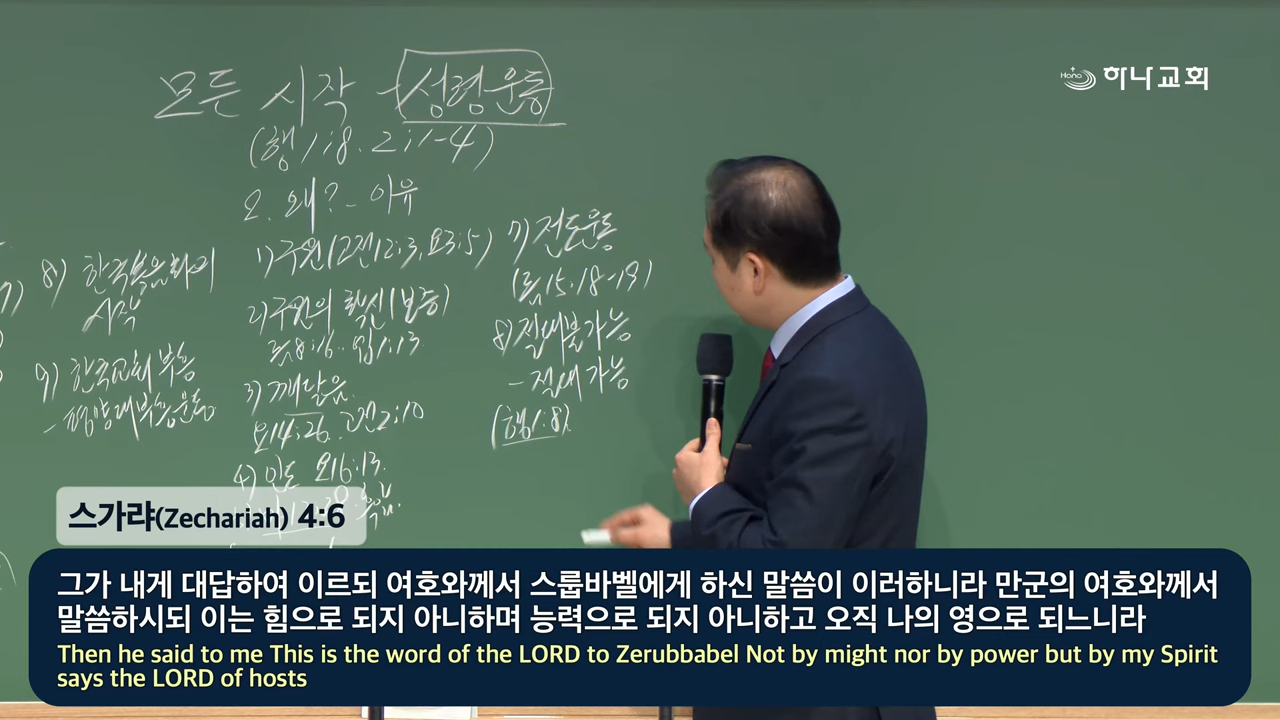 Hana 하나교회
모든 시작 - 성령운동
(행1:8. 2:1-4)
2. 왜? - 이유
1) 구원(고전12:3, 요3:5)
2) 구원의 확신(보증)
롬8:16.. 요일1:13
3) 깨달음
요14:26. 고전2:10
4) 인도 요16:13.
7) 전도운동
(롬15:18-19)
8) 절대불가능
- 절대가능
(행1:8)
7)
8) 한국복음화의
시작
9) 한국교회 부흥
- 평양대부흥운동
스가랴(Zechariah) 4:6
그가 내게 대답하여 이르되 여호와께서 스룹바벨에게 하신 말씀이 이러하니라 만군의 여호와께서
말씀하시되 이는 힘으로 되지 아니하며 능력으로 되지 아니하고 오직 나의 영으로 되느니라
Then he said to me This is the word of the LORD to Zerubbabel Not by might nor by power but by my Spirit
says the LORD of hosts